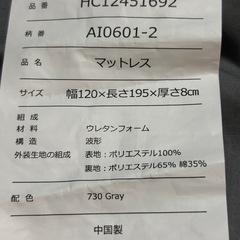 HC12451692
柄番 AI0601-2
品名 マットレス
サイズ 幅120×長さ195×厚さ8㎝
組成
材料 ウレタンフォーム
構造 波形
外装生地の組成 表地：ポリエステル100%
裏地：ポリエステル65% 綿35%
配色 730 Gray
中国製